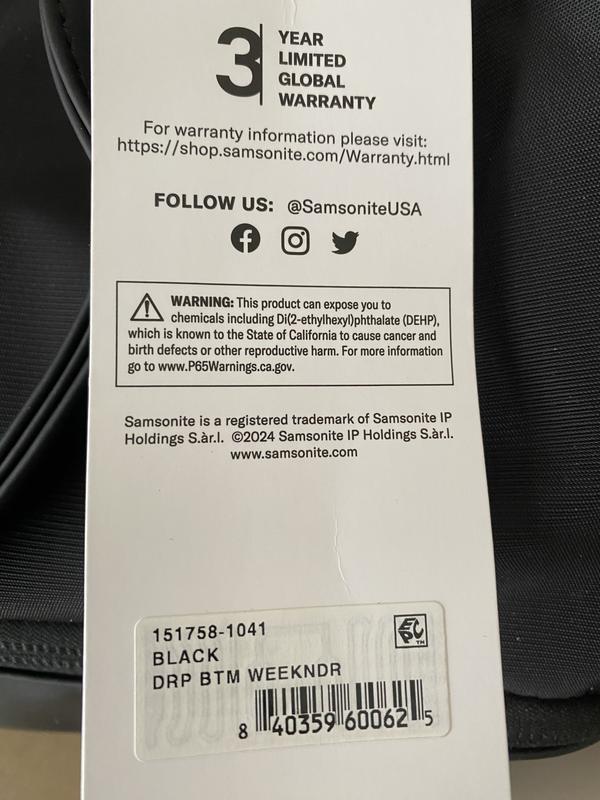 3 YEAR
LIMITED
GLOBAL
WARRANTY
For warranty information please visit:
https://shop.samsonite.com/Warranty.html
FOLLOW US: @SamsoniteUSA
WARNING: This product can expose you to
chemicals including Di(2-ethylhexyl)phthalate (DEHP),
which is known to the State of California to cause cancer and
birth defects or other reproductive harm. For more information
go to www.P65Warnings.ca.gov.
Samsonite is a registered trademark of Samsonite IP
Holdings S.àr.l. ©2024 Samsonite IP Holdings S.àr.l.
www.samsonite.com
151758-1041
EPC TM
BLACK
DRP BTM WEEKNDR
8 40359 60062 5